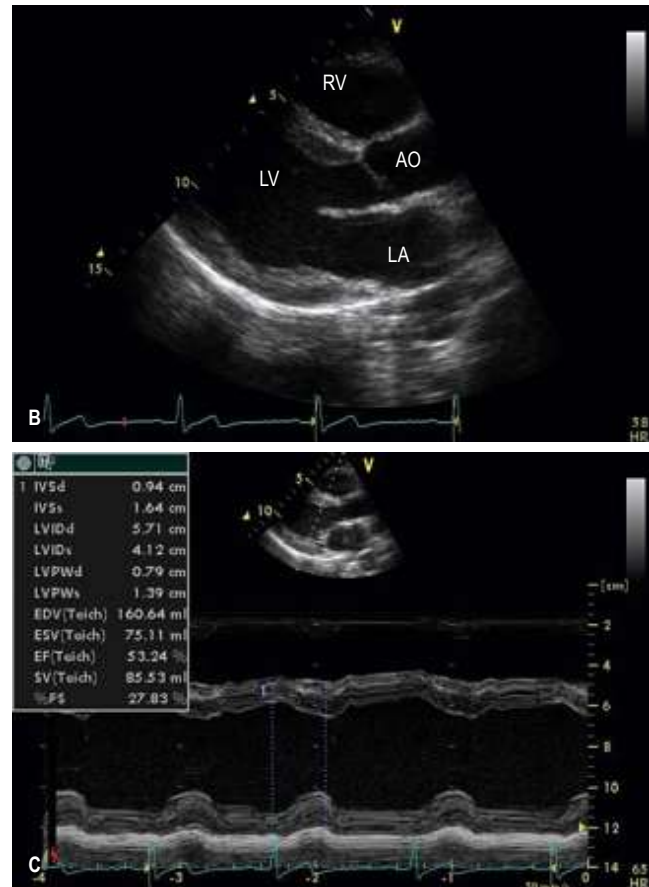 V
RV
5
AO
LV
10
LA
15
B
58
HR
V
1 IVSd 0.94 cm
IVSs 1.64 cm
LVIDd 5.71 cm
LVIDs 4.12 cm
LVPWd 0.79 cm
LVPWs 1.39 cm
EDV(Teich) 160.64 ml
ESV(Teich) 75.11 ml
EF(Teich) 53.24 %
SV(Teich) 85.53 ml
%FS 27.83 %
5
10
[cm]
2
4
6
8
10
12
C
-4 -3 -2 -1 0 14
65
HR